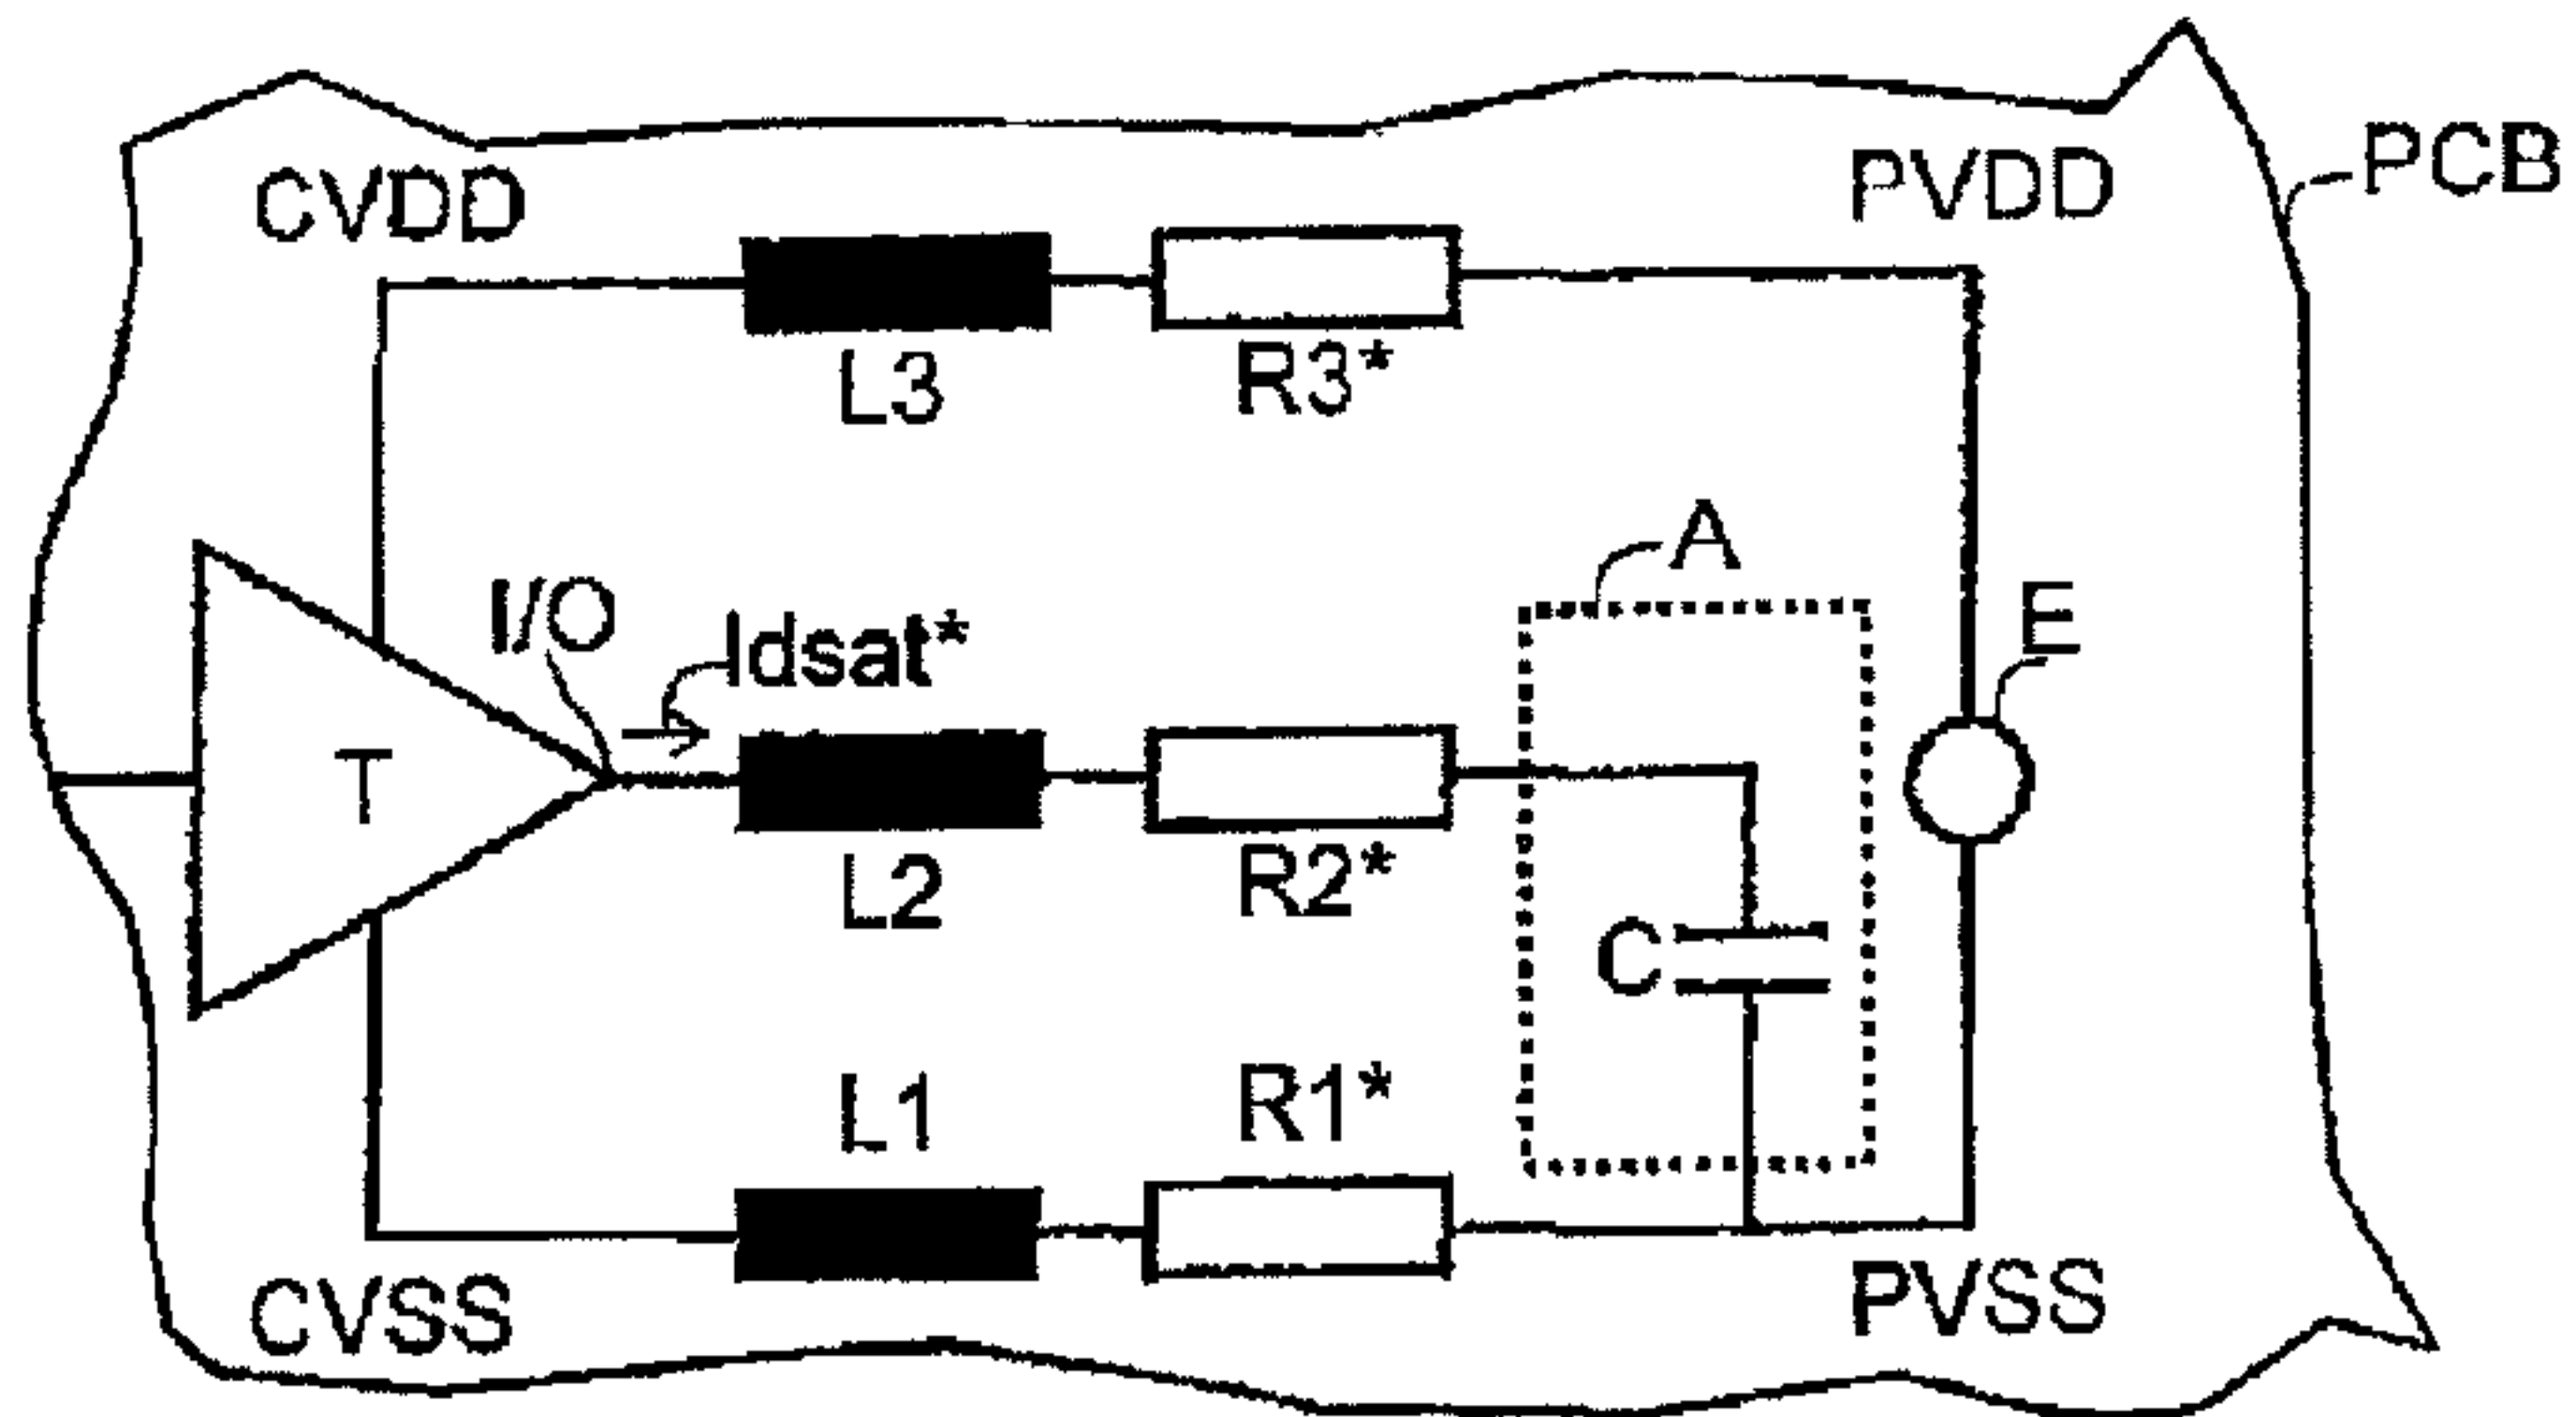 CVDD
PVDD
PCB
L3
R3*
A
I/O
Idsat*
E
T
L2
R2*
C
L1
R1*
CVSS
PVSS